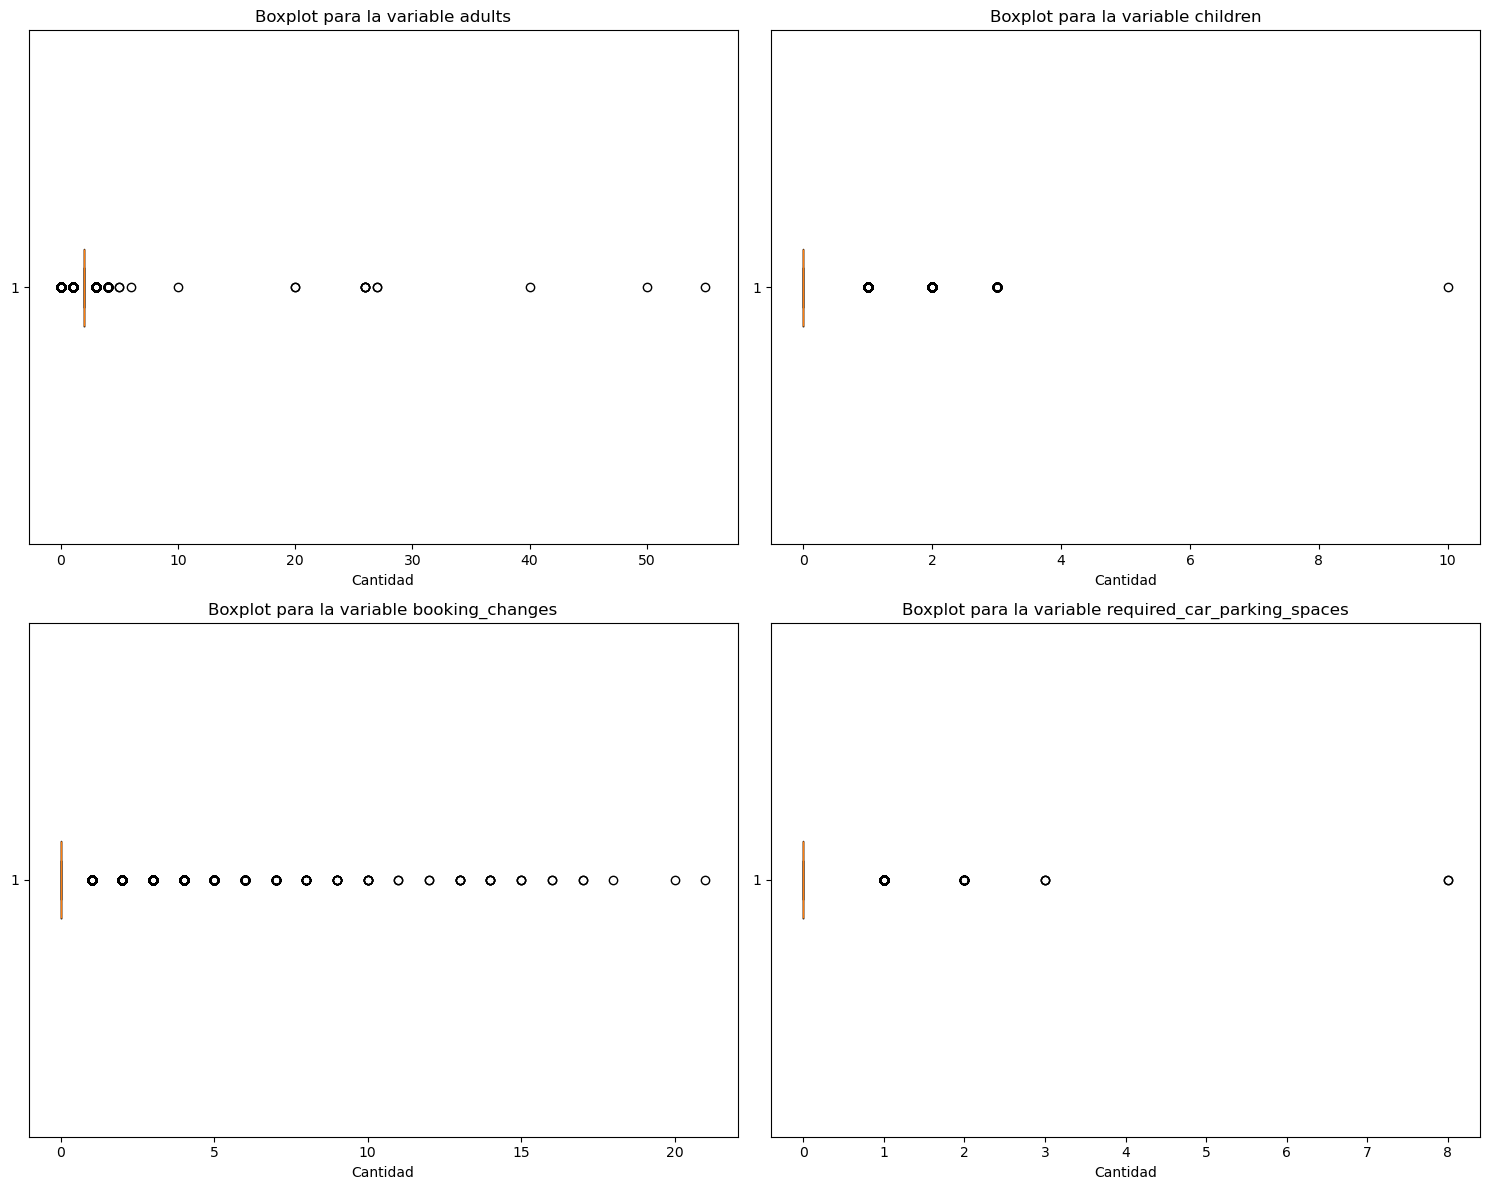 Boxplot para la variable adults
1
0 10 20 30 40 50
Cantidad
Boxplot para la variable children
1
0 2 4 6 8 10
Cantidad
Boxplot para la variable booking_changes
1
0 5 10 15 20
Cantidad
Boxplot para la variable required_car_parking_spaces
1
0 1 2 3 4 5 6 7 8
Cantidad